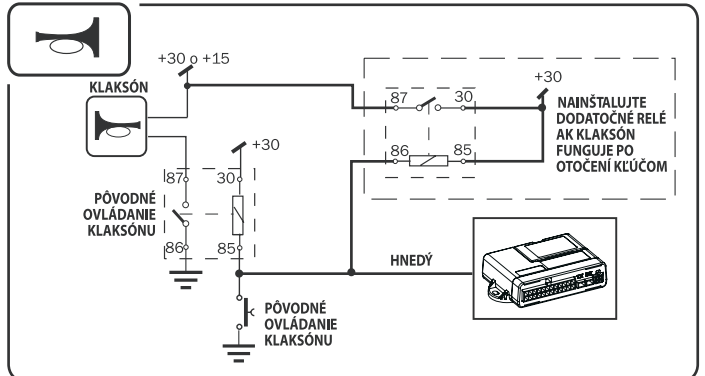 +30 o +15
KLAKSÓN
+30
87
30
PÔVODNÉ
OVLÁDANIE
KLAKSÓNU
86
85
PÔVODNÉ
OVLÁDANIE
KLAKSÓNU
HNEDÝ
87
30
86
85
+30
NAINŠTALUJTE
DODATOČNÉ RELÉ
AK KLAKSÓN
FUNGUJE PO
OTOČENÍ KĽÚČOM